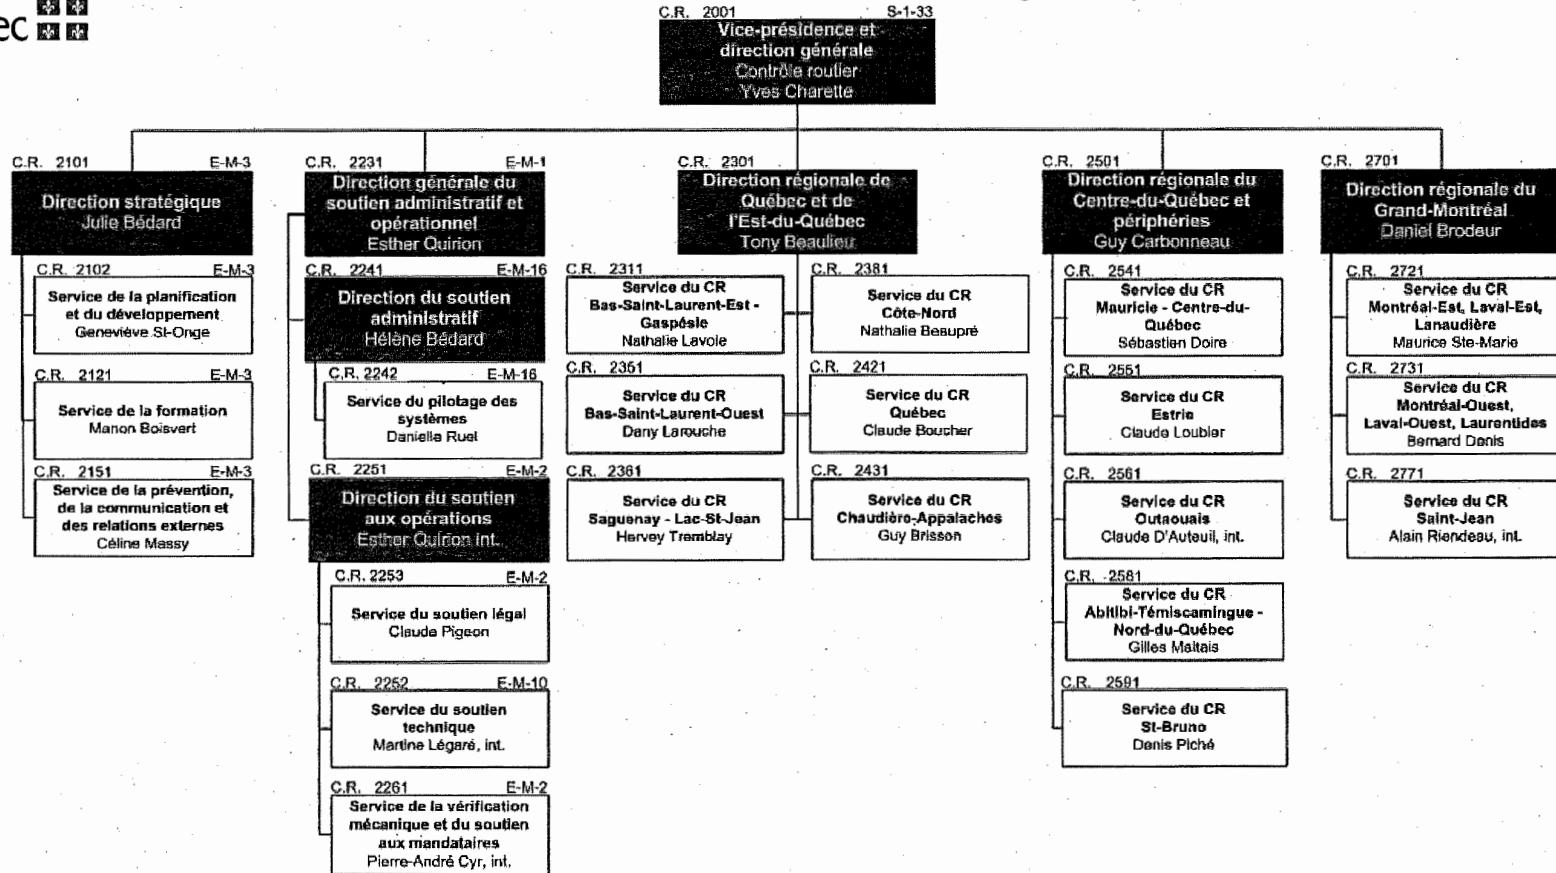 ec
C.R. 2001 S-1-33
Vice-présidence et
direction générale
Contrôle routier
Yves Charette
C.R. 2101 E-M-3
Direction stratégique
Julie Bédard
C.R. 2102 E-M-3
Service de la planification
et du développement
Geneviève St-Onge
C.R. 2121 E-M-3
Service de la formation
Manon Boisvert
C.R. 2151 E-M-3
Service de la prévention,
de la communication et
des relations externes
Céline Massy
C.R. 2231 E-M-1
Direction générale du
soutien administratif et
opérationnel
Esther Quirion
C.R. 2241 E-M-16
Direction du soutien
administratif
Hélène Bédard
C.R. 2242 E-M-16
Service du pilotage des
systèmes
Danielle Ruel
C.R. 2251 E-M-2
Direction du soutien
aux opérations
Esther Quirion int.
C.R. 2253 E-M-2
Service du soutien légal
Claude Pigeon
C.R. 2252 E-M-10
Service du soutien
technique
Martine Légaré, int.
C.R. 2261 E-M-2
Service de la vérification
mécanique et du soutien
aux mandataires
Pierre-André Cyr, int.
C.R. 2301
Direction régionale de
Québec et de
l'Est-du-Québec
Tony Beaulieu
C.R. 2311
Service du CR
Bas-Saint-Laurent-Est -
Gaspésie
Nathalie Lavoie
C.R. 2351
Service du CR
Bas-Saint-Laurent-Ouest
Dany Larouche
C.R. 2361
Service du CR
Saguenay - Lac-St-Jean
Hervey Tremblay
C.R. 2381
Service du CR
Côte-Nord
Nathalie Beaupré
C.R. 2421
Service du CR
Québec
Claude Boucher
C.R. 2431
Service du CR
Chaudière-Appalaches
Guy Brisson
C.R. 2501
Direction régionale du
Centre-du-Québec et
périphéries
Guy Carbonneau
C.R. 2541
Service du CR
Mauricie - Centre-du-
Québec
Sébastien Doire
C.R. 2551
Service du CR
Estrie
Claude Loubier
C.R. 2561
Service du CR
Outaouais
Claude D'Auteuil, int.
C.R. 2581
Service du CR
Abitibi-Témiscamingue -
Nord-du-Québec
Gilles Maltais
C.R. 2591
Service du CR
St-Bruno
Denis Piché
C.R. 2701
Direction régionale du
Grand-Montréal
Daniel Brodeur
C.R. 2721
Service du CR
Montréal-Est, Laval-Est,
Lanaudière
Maurice Ste-Marie
C.R. 2731
Service du CR
Montréal-Ouest,
Laval-Ouest, Laurentides
Bernard Denis
C.R. 2771
Service du CR
Saint-Jean
Alain Riendeau, int.